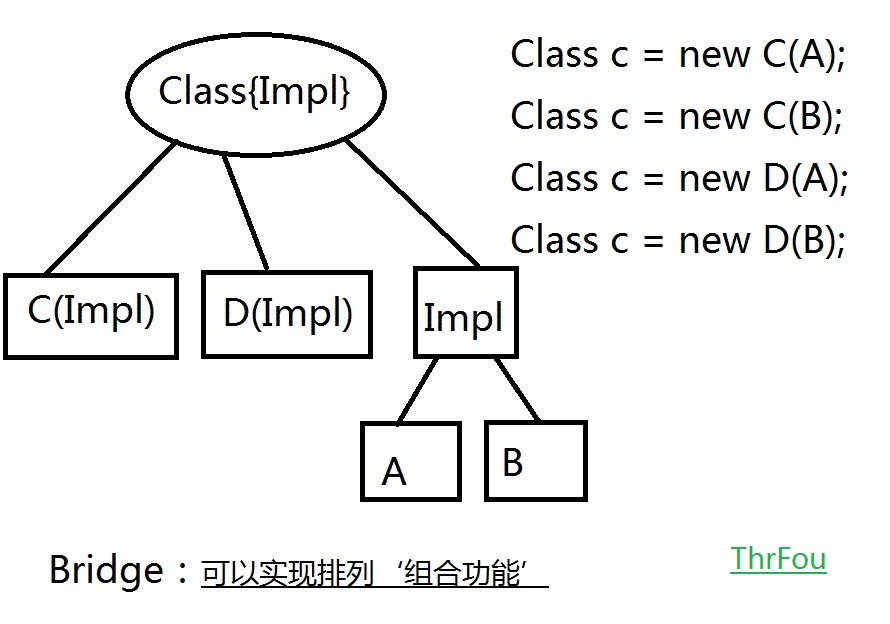 Class{Impl}
Class c = new C(A);
Class c = new C(B);
Class c = new D(A);
Class c = new D(B);
C(Impl)
D(Impl)
Impl
A
B
Bridge：可以实现排列‘组合功能’
ThrFou